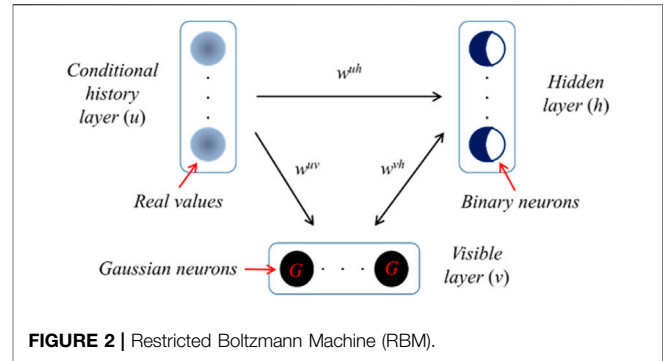 Conditional
history
layer (u)
w^{uh}
Hidden
layer (h)
w^{uv}
w^{vh}
Real values
Binary neurons
Gaussian neurons
G . . . G
Visible
layer (v)
FIGURE 2 | Restricted Boltzmann Machine (RBM).